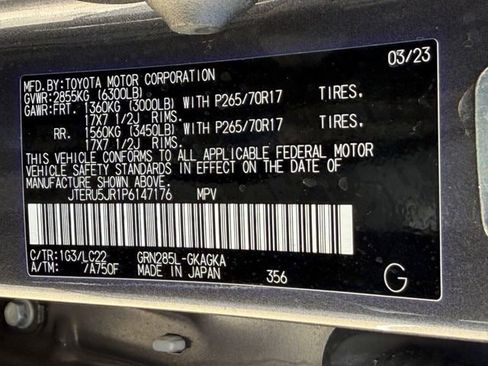 03/23
MFD.BY:TOYOTA MOTOR CORPORATION
GVWR:2855KG (6300LB)
GAWR:FRT. 1360KG (3000LB) WITH P265/70R17 TIRES.
17X7 1/2J RIMS.
RR. 1560KG (3450LB) WITH P265/70R17 TIRES.
17X7 1/2J RIMS.
THIS VEHICLE CONFORMS TO ALL APPLICABLE FEDERAL MOTOR
VEHICLE SAFETY STANDARDS IN EFFECT ON THE DATE OF
MANUFACTURE SHOWN ABOVE.
JTERU5JR1P6147176 MPV
C/TR:1G3/LC22 GRN285L-GKAGKA
A/TM: /A750F MADE IN JAPAN 356 G